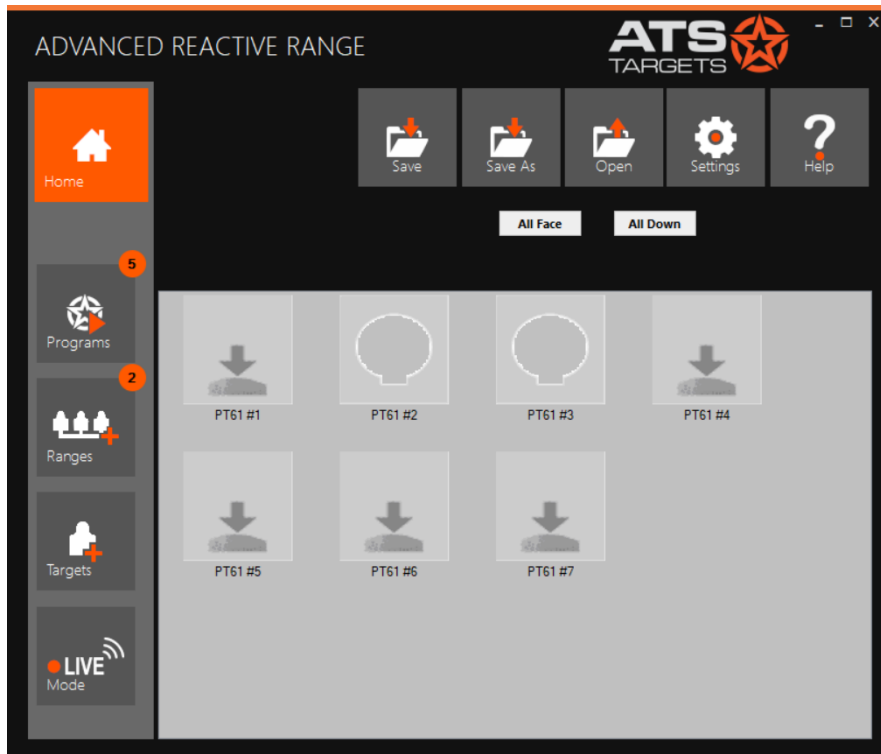 ADVANCED REACTIVE RANGE
ATS
TARGETS
Home
Save
Save As
Open
Settings
Help
All Face
All Down
5
Programs
2
Ranges
Targets
LIVE
Mode
PT61 #1
PT61 #2
PT61 #3
PT61 #4
PT61 #5
PT61 #6
PT61 #7